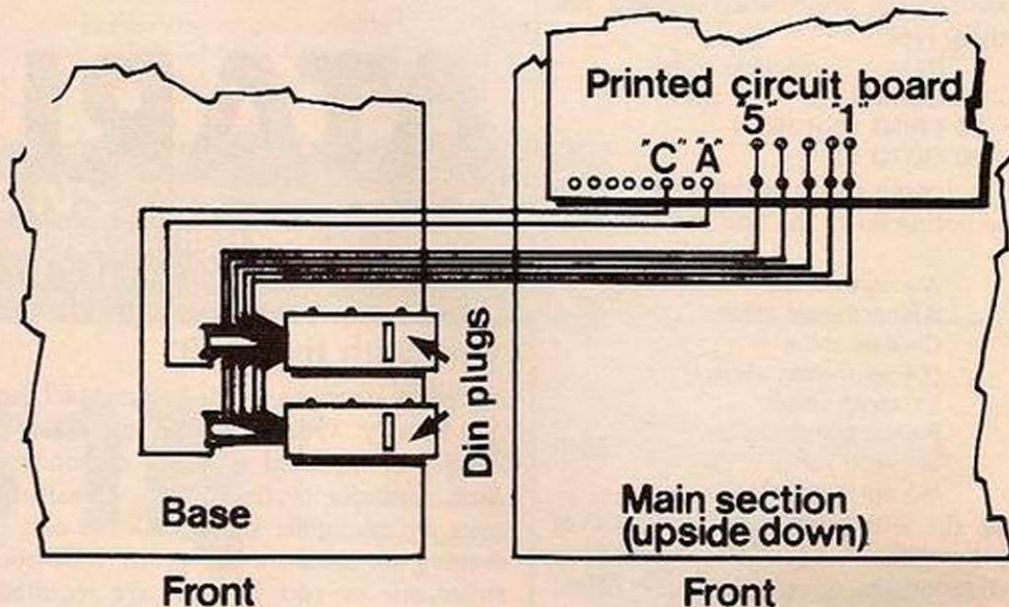 Printed circuit board
"5" "1"
"C" "A"
Din plugs
Base
Main section
(upside down)
Front
Front